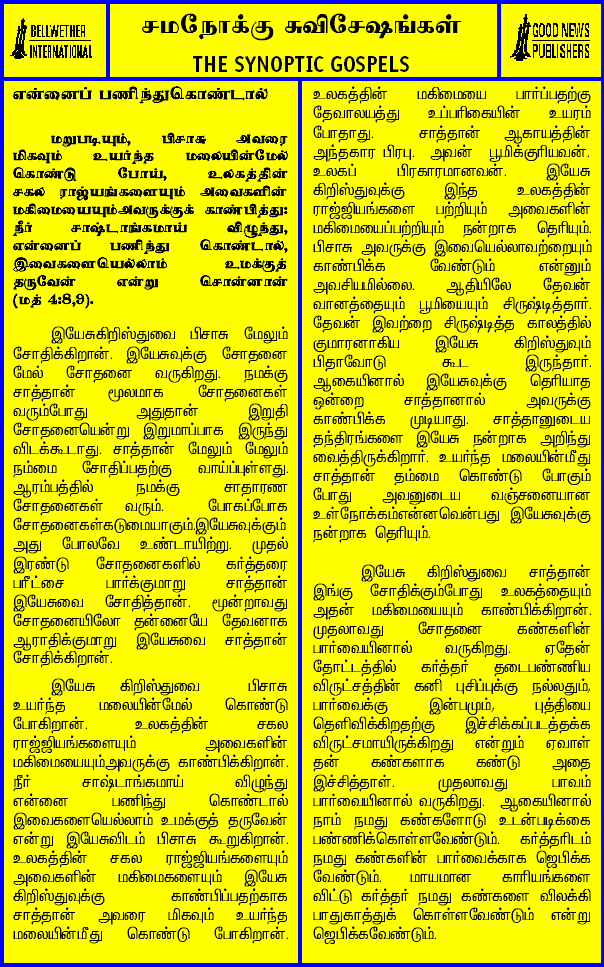 BELLWETHER
INTERNATIONAL
சமநோக்கு சுவிசேஷங்கள்
THE SYNOPTIC GOSPELS
GOOD NEWS
PUBLISHERS
என்னைப் பணிந்துகொண்டால்
மறுபடியும், பிசாசு அவரை
மிகவும் உயர்ந்த மலையின்மேல்
கொண்டு போய், உலகத்தின்
சகல ராஜ்யங்களையும் அவைகளின்
மகிமையையும்அவருக்குக் காண்பித்து:
நீர் சாஷ்டாங்கமாய் விழுந்து,
என்னைப் பணிந்து கொண்டால்,
இவைகளையெல்லாம் உமக்குத்
தருவேன் என்று சொன்னான்
(மத் 4:8,9).
இயேசுகிறிஸ்துவை பிசாசு மேலும்
சோதிக்கிறான். இயேசுவுக்கு சோதனை
மேல் சோதனை வருகிறது. நமக்கு
சாத்தான் மூலமாக சோதனைகள்
வரும்போது அதுதான் இறுதி
சோதனையென்று இறுமாப்பாக இருந்து
விடக்கூடாது. சாத்தான் மேலும் மேலும்
நம்மை சோதிப்பதற்கு வாய்ப்புள்ளது.
ஆரம்பத்தில் நமக்கு சாதாரண
சோதனைகள் வரும். போகப்போக
சோதனைகள்கடுமையாகும்.இயேசுவுக்கும்
அது போலவே உண்டாயிற்று. முதல்
இரண்டு சோதனைகளில் கர்த்தரை
பரீட்சை பார்க்குமாறு சாத்தான்
இயேசுவை சோதித்தான். மூன்றாவது
சோதனையிலோ தன்னையே தேவனாக
ஆராதிக்குமாறு இயேசுவை சாத்தான்
சோதிக்கிறான்.
இயேசு கிறிஸ்துவை பிசாசு
உயர்ந்த மலையின்மேல் கொண்டு
போகிறான். உலகத்தின் சகல
ராஜ்ஜியங்களையும் அவைகளின்
மகிமையையும்அவருக்கு காண்பிக்கிறான்.
நீர் சாஷ்டாங்கமாய் விழுந்து
என்னை பணிந்து கொண்டால்
இவைகளையெல்லாம் உமக்குத் தருவேன்
என்று இயேசுவிடம் பிசாசு கூறுகிறான்.
உலகத்தின் சகல ராஜ்ஜியங்களையும்
அவைகளின் மகிமைகளையும் இயேசு
கிறிஸ்துவுக்கு காண்பிப்பதற்காக
சாத்தான் அவரை மிகவும் உயர்ந்த
மலையின்மீது கொண்டு போகிறான்.
உலகத்தின் மகிமையை பார்ப்பதற்கு
தேவாலயத்து உப்பரிகையின் உயரம்
போதாது. சாத்தான் ஆகாயத்தின்
அந்தகார பிரபு. அவன் பூமிக்குரியவன்.
உலகப் பிரகாரமானவன். இயேசு
கிறிஸ்துவுக்கு இந்த உலகத்தின்
ராஜ்ஜியங்களை பற்றியும் அவைகளின்
மகிமையைப்பற்றியும் நன்றாக தெரியும்.
பிசாசு அவருக்கு இவையெல்லாவற்றையும்
காண்பிக்க வேண்டும் என்னும்
அவசியமில்லை. ஆதியிலே தேவன்
வானத்தையும் பூமியையும் சிருஷ்டித்தார்.
தேவன் இவற்றை சிருஷ்டித்த காலத்தில்
குமாரனாகிய இயேசு கிறிஸ்துவும்
பிதாவோடு கூட இருந்தார்.
ஆகையினால் இயேசுவுக்கு தெரியாத
ஒன்றை சாத்தானால் அவருக்கு
காண்பிக்க முடியாது. சாத்தானுடைய
தந்திரங்களை இயேசு நன்றாக அறிந்து
வைத்திருக்கிறார். உயர்ந்த மலையின்மீது
சாத்தான் தம்மை கொண்டு போகும்
போது அவனுடைய வஞ்சனையான
உள்நோக்கம்என்னவென்பது இயேசுவுக்கு
நன்றாக தெரியும்.
இயேசு கிறிஸ்துவை சாத்தான்
இங்கு சோதிக்கும்போது உலகத்தையும்
அதன் மகிமையையும் காண்பிக்கிறான்.
முதலாவது சோதனை கண்களின்
பார்வையினால் வருகிறது. ஏதேன்
தோட்டத்தில் கர்த்தர் தடைபண்ணிய
விருட்சத்தின் கனி புசிப்புக்கு நல்லதும்,
பார்வைக்கு இன்பமும், புத்தியை
தெளிவிக்கிறதற்கு இச்சிக்கப்படத்தக்க
விருட்சமாயிருக்கிறது என்றும் ஏவாள்
தன் கண்களாக கண்டு அதை
இச்சித்தாள். முதலாவது பாவம்
பார்வையினால் வருகிறது. ஆகையினால்
நாம் நமது கண்களோடு உடன்படிக்கை
பண்ணிக்கொள்ளவேண்டும். கர்த்தரிடம்
நமது கண்களின் பார்வைக்காக ஜெபிக்க
வேண்டும். மாயமான காரியங்களை
விட்டு கர்த்தர் நமது கண்களை விலக்கி
பாதுகாத்துக் கொள்ளவேண்டும் என்று
ஜெபிக்கவேண்டும்.